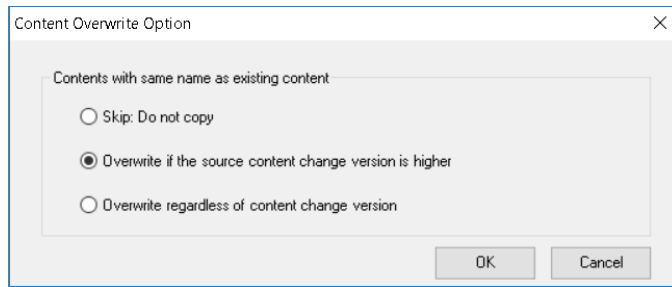 Content Overwrite Option
Contents with same name as existing content
Skip: Do not copy
Overwrite if the source content change version is higher
Overwrite regardless of content change version
OK Cancel